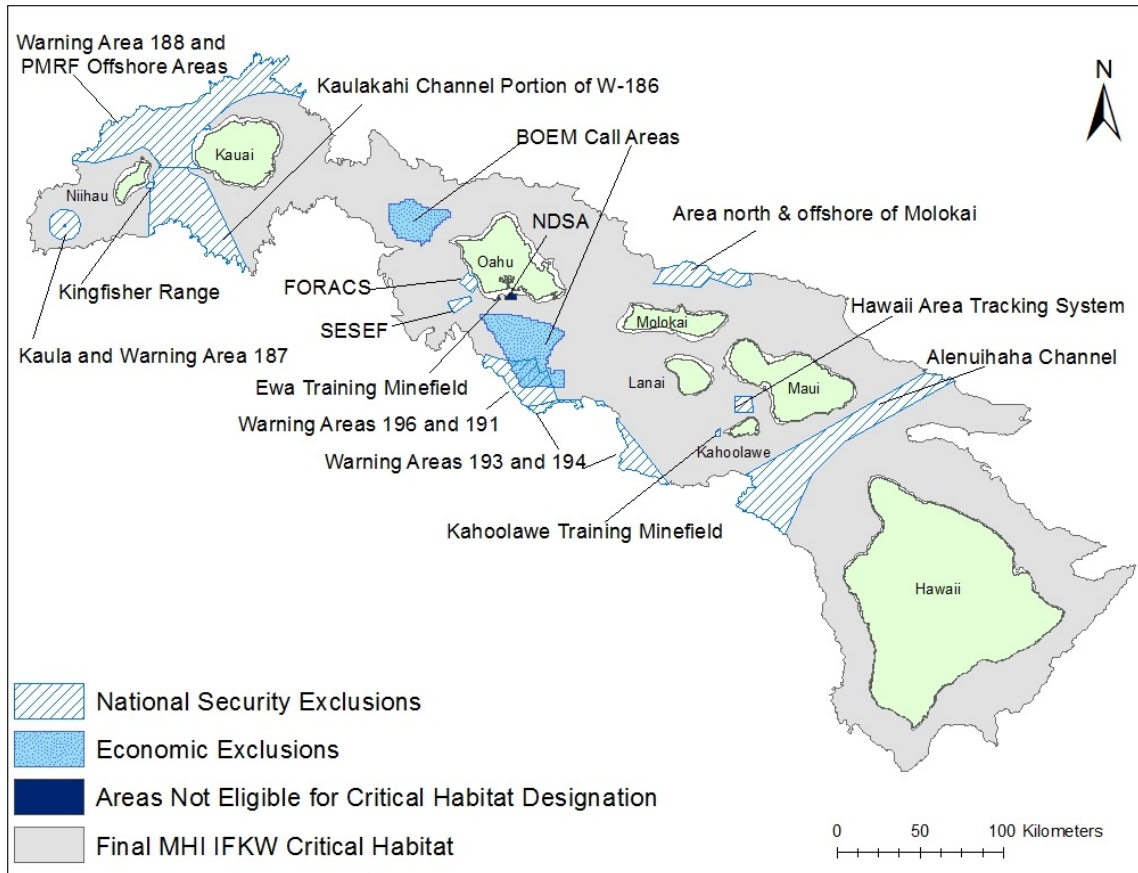 Warning Area 188 and
PMRF Offshore Areas
Kaulakahi Channel Portion of W-186
N
BOEM Call Areas
Kauai
Niihau
NDSA
Area north & offshore of Molokai
Oahu
FORACS
Kingfisher Range
Hawaii Area Tracking System
SESEF
Molokai
Kaula and Warning Area 187
Alenuihaha Channel
Ewa Training Minefield
Lanai
Maui
Warning Areas 196 and 191
Kahoolawe
Warning Areas 193 and 194
Kahoolawe Training Minefield
Hawaii
National Security Exclusions
Economic Exclusions
Areas Not Eligible for Critical Habitat Designation
Final MHI IFKW Critical Habitat
0 50 100 Kilometers